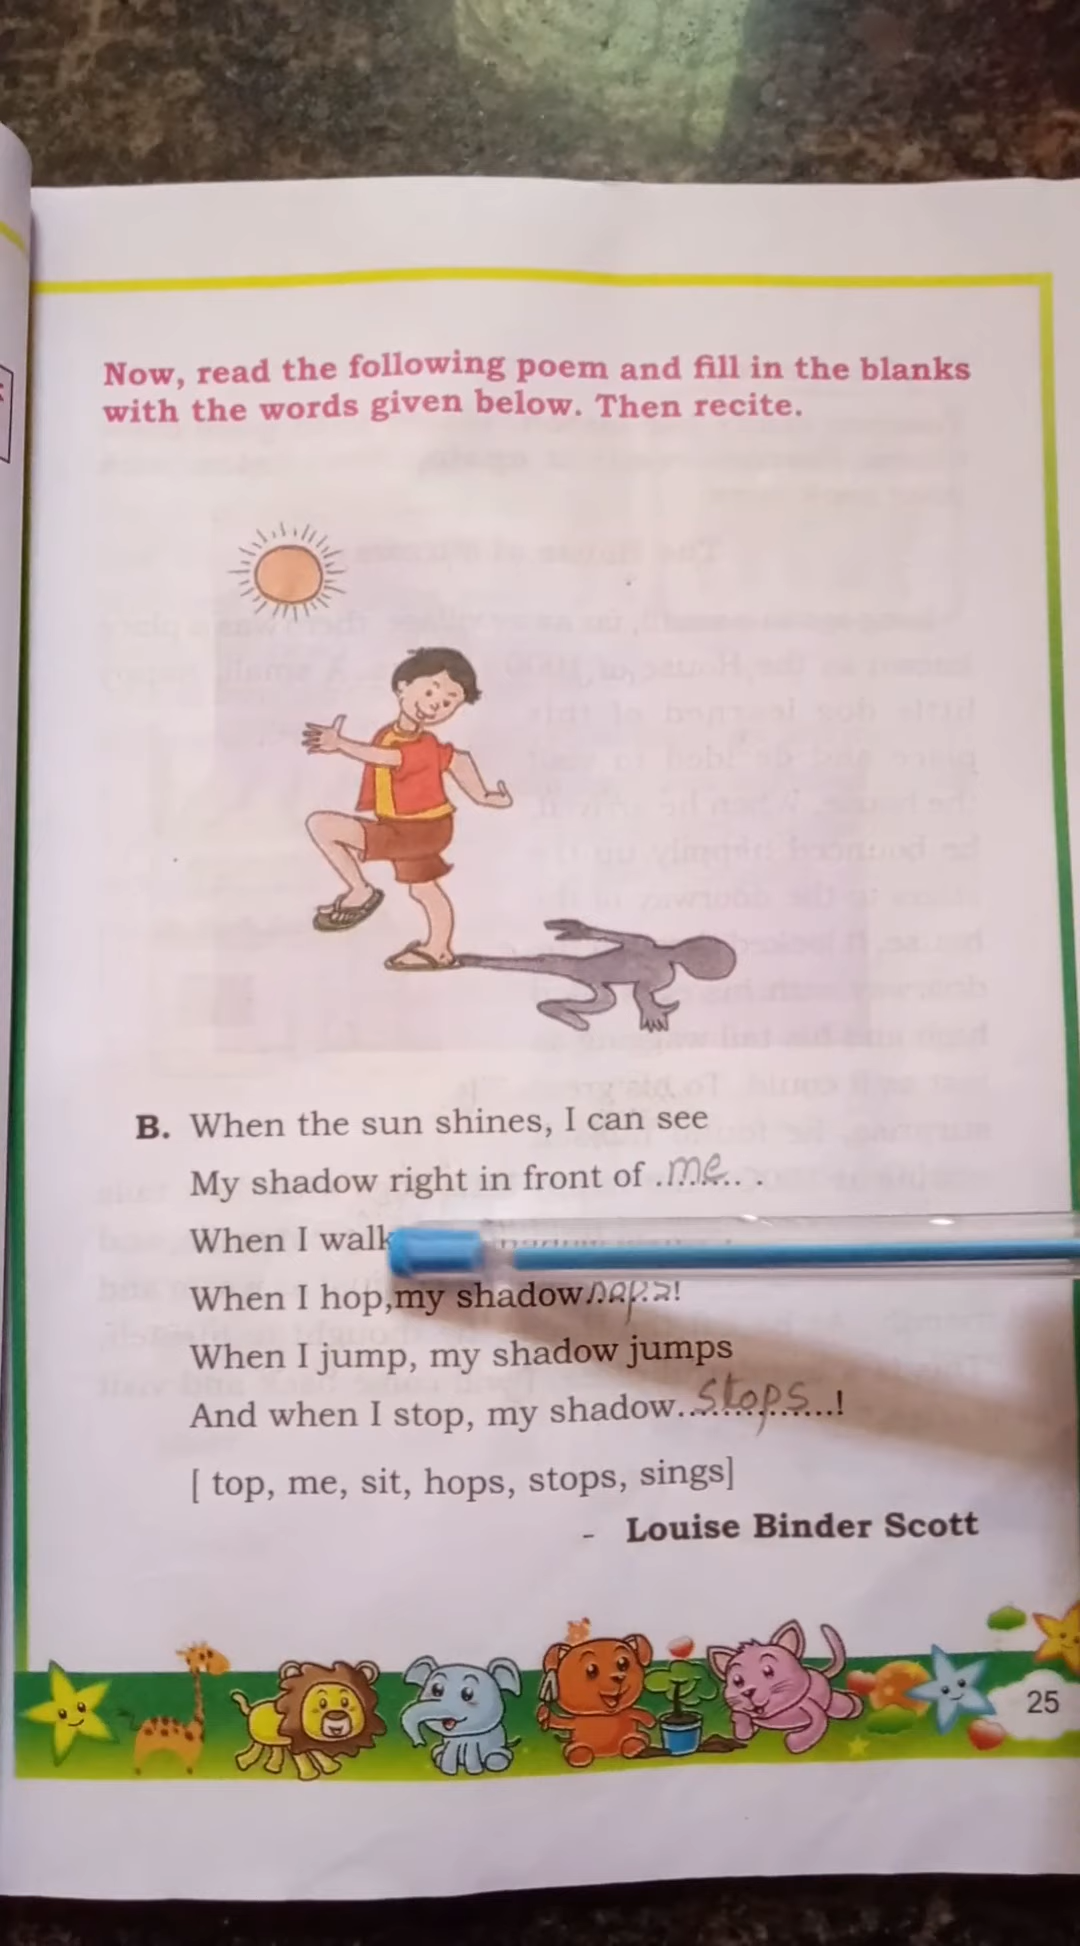 Now, read the following poem and fill in the blanks
with the words given below. Then recite.
B. When the sun shines, I can see
My shadow right in front of ..me.. .
When I walk
When I hop,my shadow..hops!
When I jump, my shadow jumps
And when I stop, my shadow..stops..!
[ top, me, sit, hops, stops, sings]
- Louise Binder Scott
25